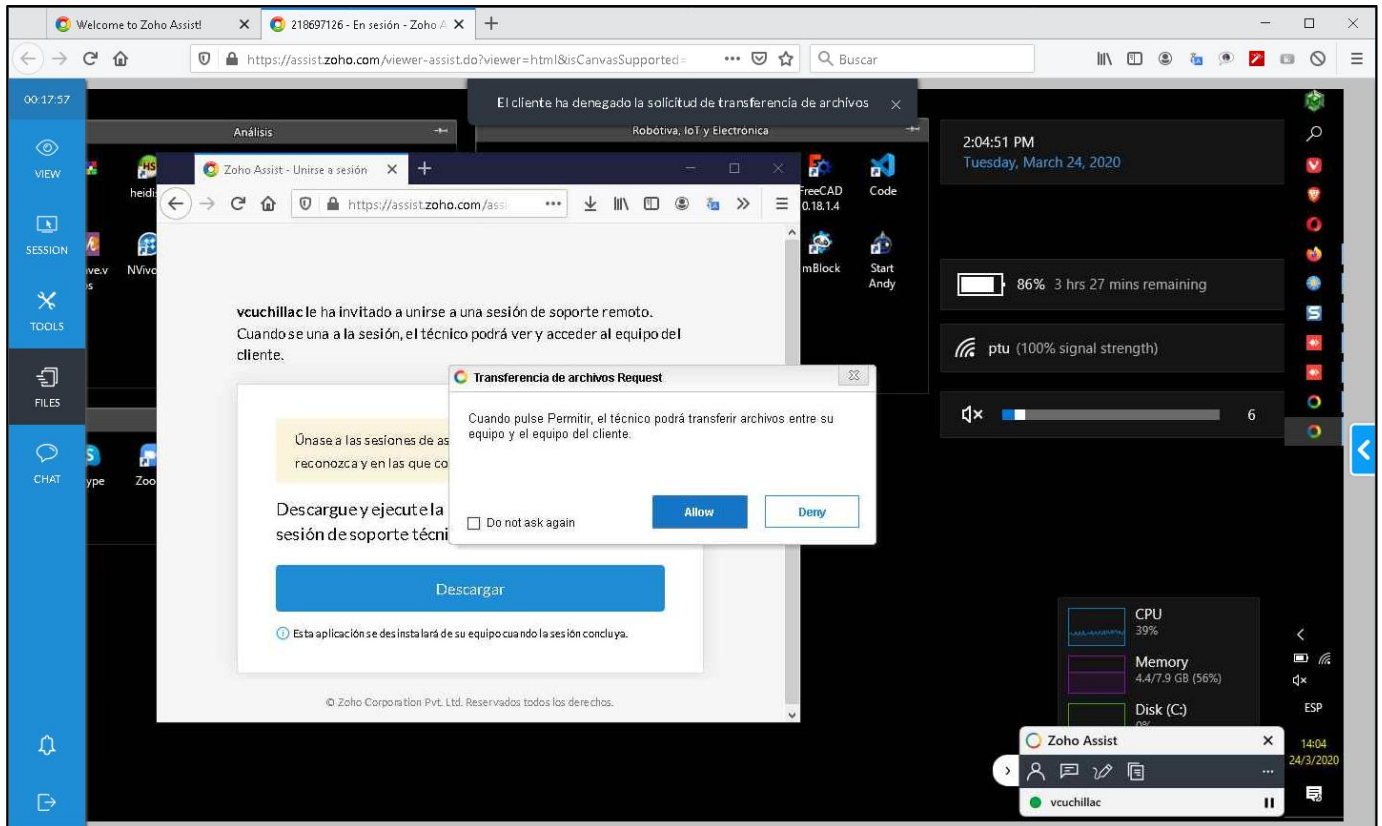 Welcome to Zoho Assist!
218697126 - En sesión - Zoho A
https://assist.zoho.com/viewer-assist.do?viewer=html&isCanvasSupported=
Buscar
00:17:57
El cliente ha denegado la solicitud de transferencia de archivos
VIEW
SESSION
TOOLS
FILES
CHAT
Análisis
Robótiva, IoT y Electrónica
heidi
NVivo
ype
Zoo
FreeCAD
0.18.1.4
Code
mBlock
Start
Andy
Zoho Assist - Unirse a sesión
https://assist.zoho.com/assi
vcuchillac le ha invitado a unirse a una sesión de soporte remoto.
Cuando se una a la sesión, el técnico podrá ver y acceder al equipo del
cliente.
Únase a las sesiones de as
reconozca y en las que co
Descargue y ejecute la
sesión de soporte técni
Descargar
Esta aplicación se desinstalará de su equipo cuando la sesión concluya.
© Zoho Corporation Pvt. Ltd. Reservados todos los derechos.
Transferencia de archivos Request
Cuando pulse Permitir, el técnico podrá transferir archivos entre su
equipo y el equipo del cliente.
Do not ask again
Allow
Deny
2:04:51 PM
Tuesday, March 24, 2020
86% 3 hrs 27 mins remaining
ptu (100% signal strength)
6
CPU
39%
Memory
4.4/7.9 GB (56%)
Disk (C:)
Zoho Assist
vcuchillac
ESP
14:04
24/3/2020